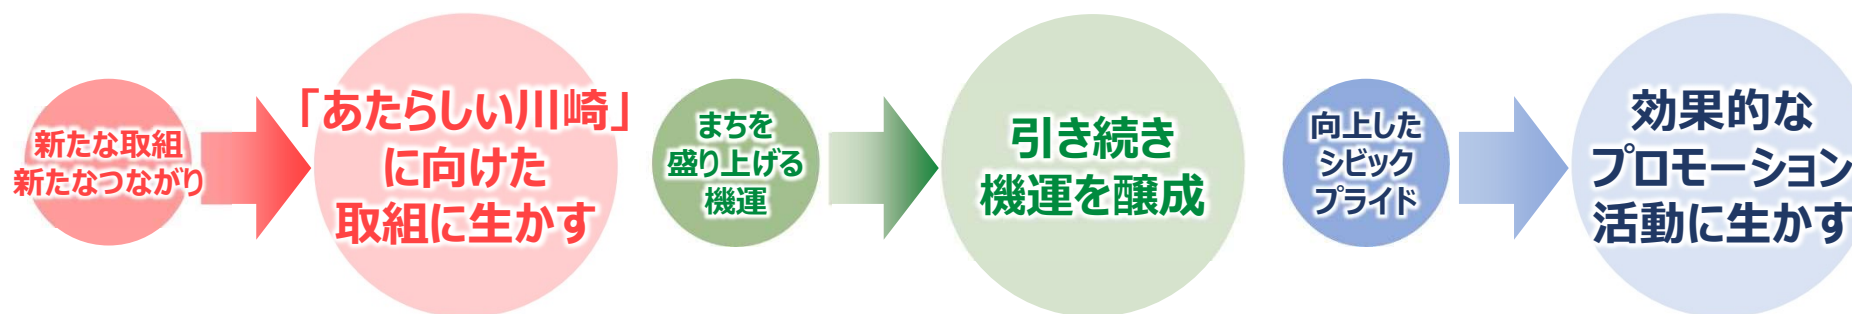 新たな取組
新たなつながり
「あたらしい川崎」
に向けた
取組に生かす
まちを
盛り上げる
機運
引き続き
機運を醸成
向上した
シビック
プライド
効果的な
プロモーション
活動に生かす